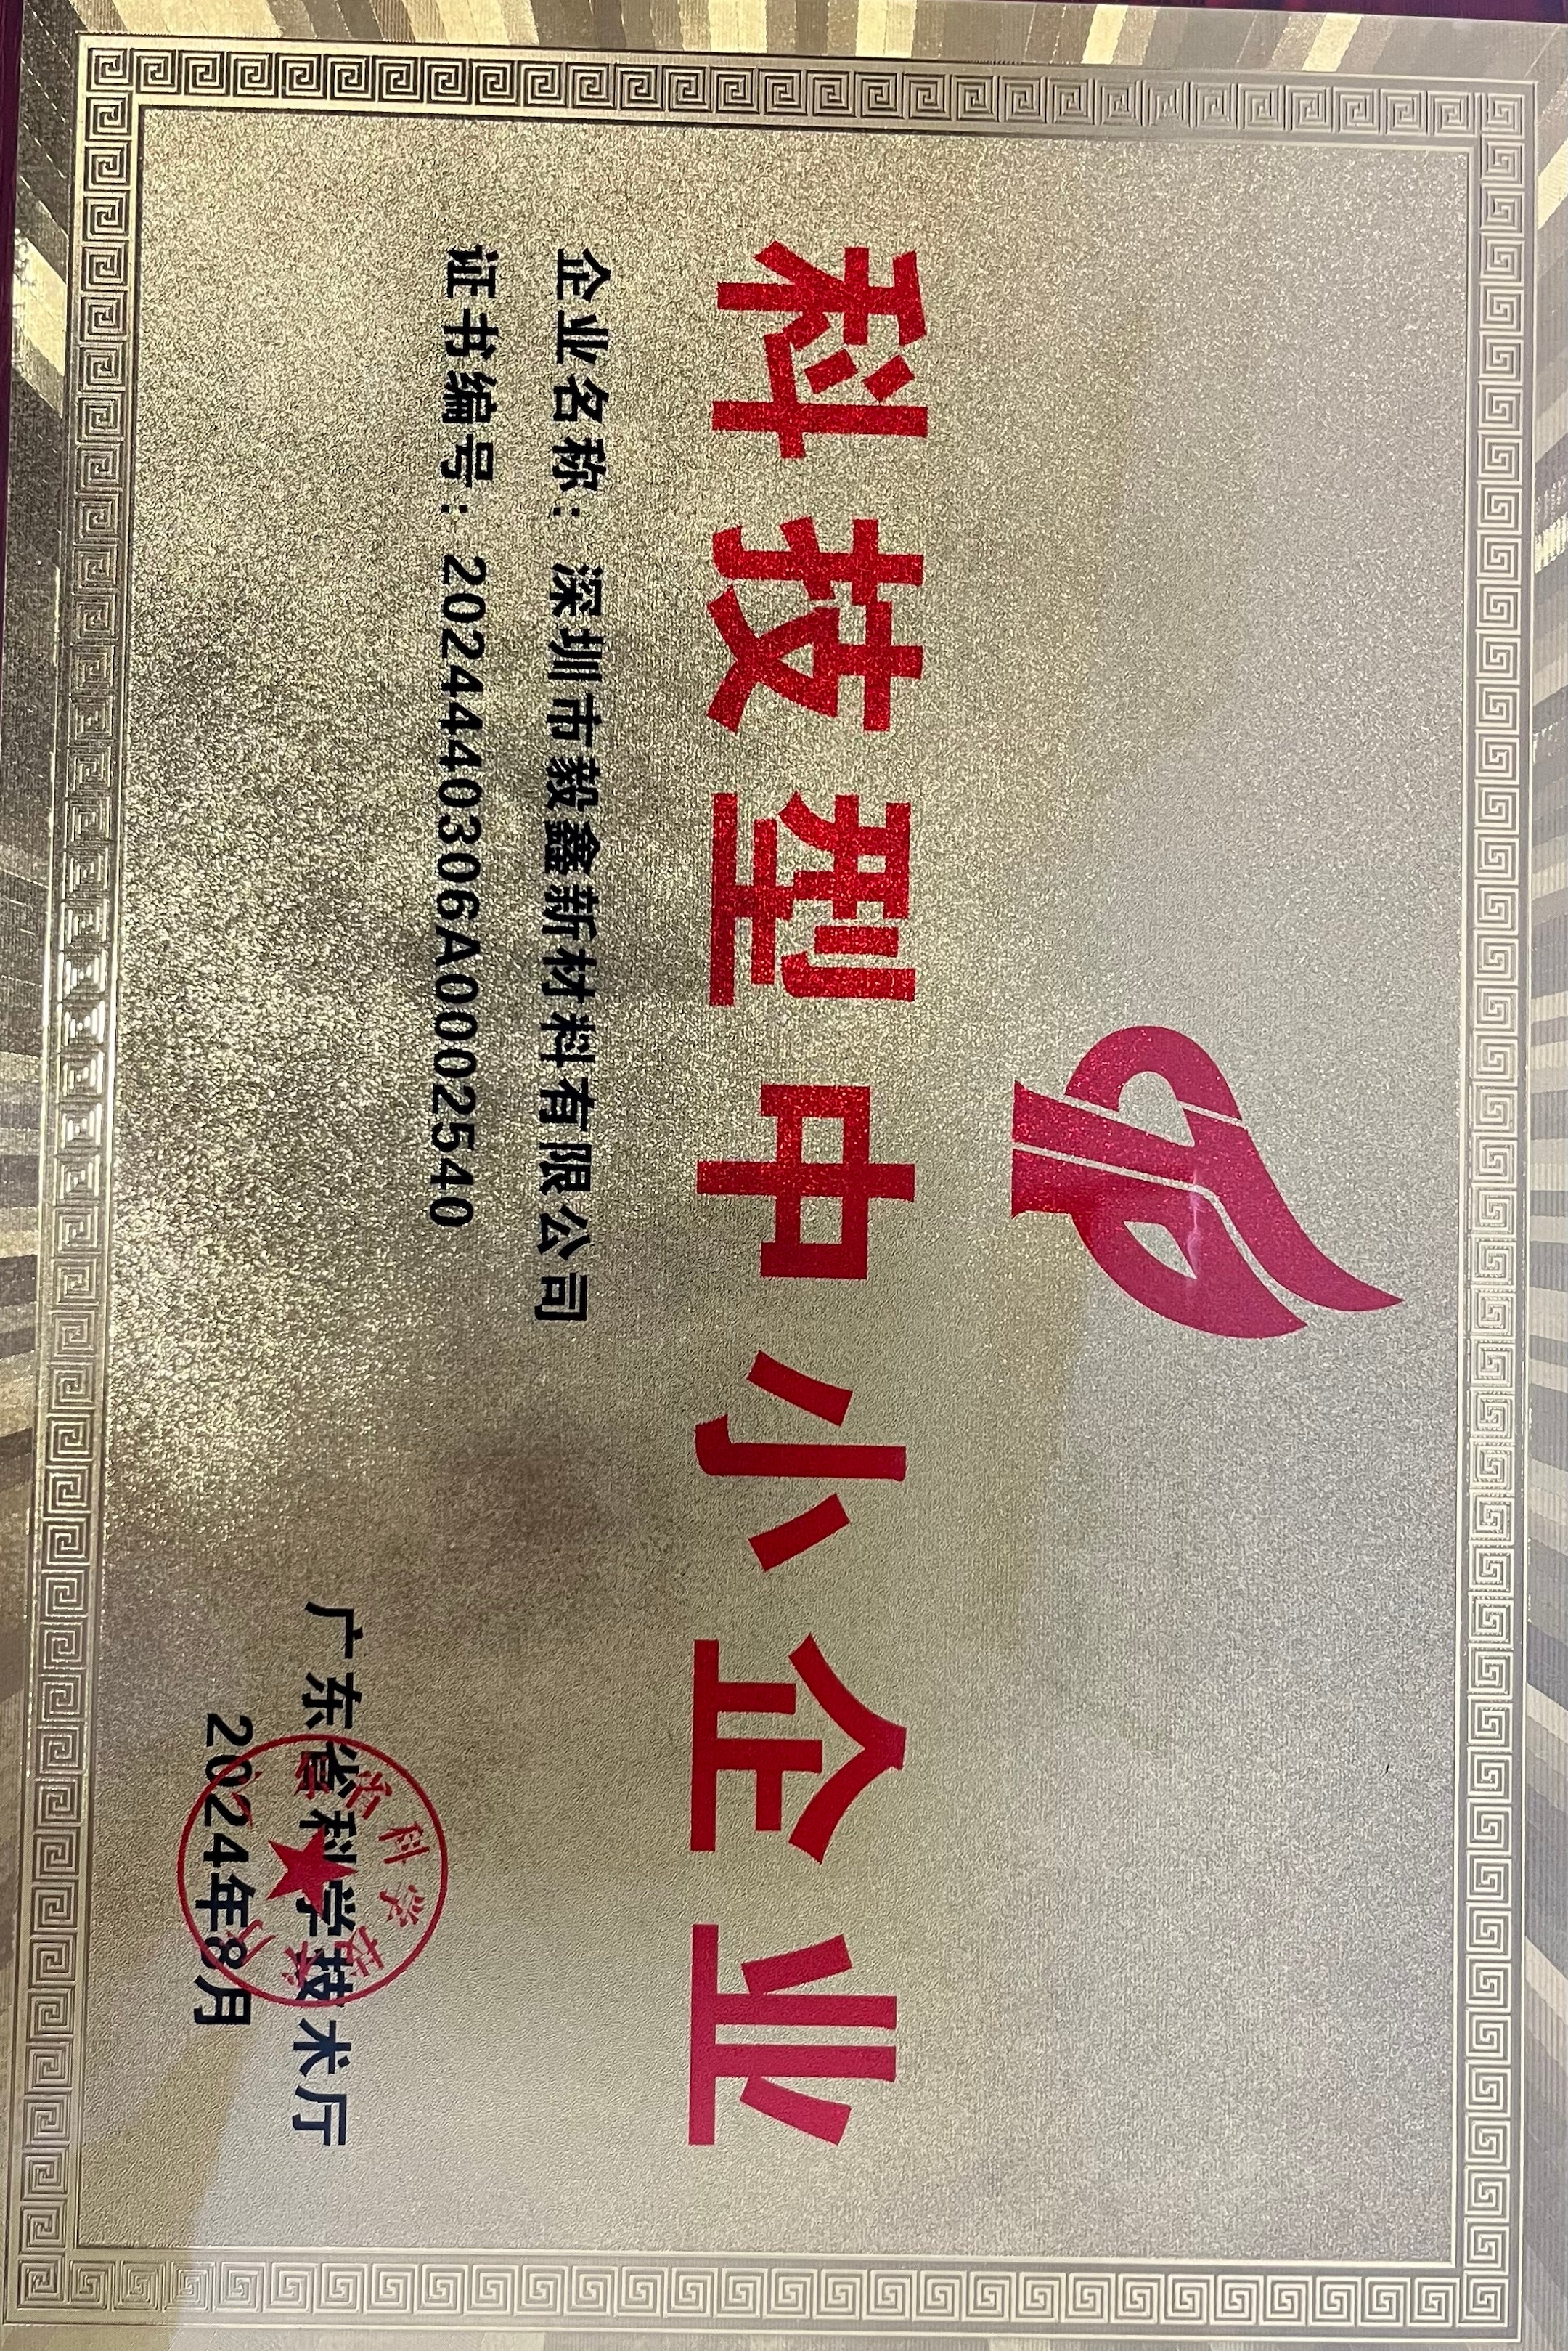 科技型中小企业
企业名称：深圳市毅鑫新材料有限公司
证书编号：2024440306A0002540
广东省科学技术厅
2024年8月